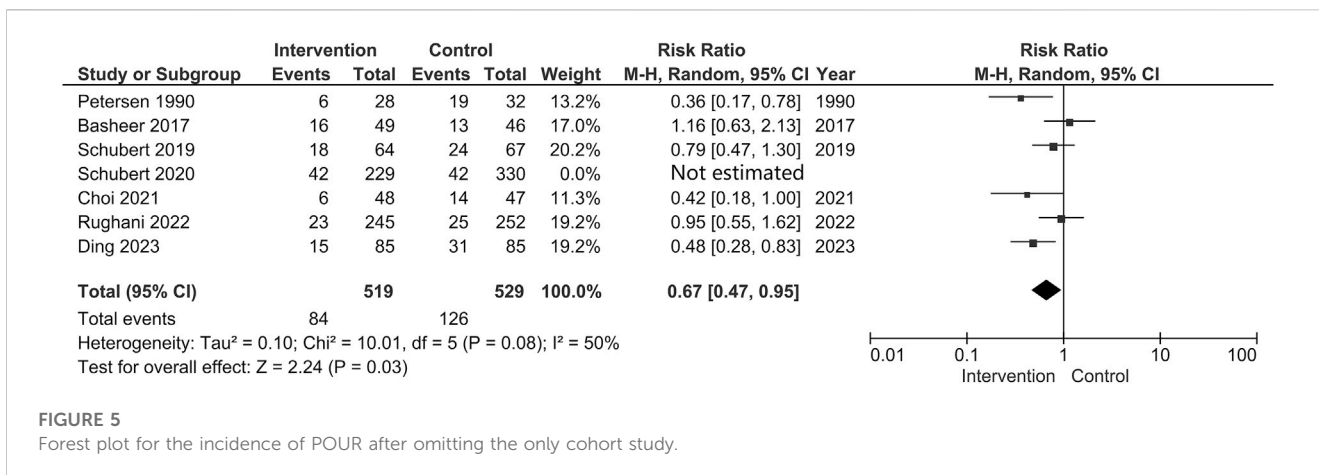 Intervention Control Risk Ratio Risk Ratio
Study or Subgroup Events Total Events Total Weight M-H, Random, 95% CI Year M-H, Random, 95% CI
Petersen 1990 6 28 19 32 13.2% 0.36 [0.17, 0.78] 1990
Basheer 2017 16 49 13 46 17.0% 1.16 [0.63, 2.13] 2017
Schubert 2019 18 64 24 67 20.2% 0.79 [0.47, 1.30] 2019
Schubert 2020 42 229 42 330 0.0% Not estimated
Choi 2021 6 48 14 47 11.3% 0.42 [0.18, 1.00] 2021
Rughani 2022 23 245 25 252 19.2% 0.95 [0.55, 1.62] 2022
Ding 2023 15 85 31 85 19.2% 0.48 [0.28, 0.83] 2023
Total (95% CI) 519 529 100.0% 0.67 [0.47, 0.95]
Total events 84 126
Heterogeneity: Tau² = 0.10; Chi² = 10.01, df = 5 (P = 0.08); I² = 50%
Test for overall effect: Z = 2.24 (P = 0.03)
0.01 0.1 1 10 100
Intervention Control
FIGURE 5
Forest plot for the incidence of POUR after omitting the only cohort study.